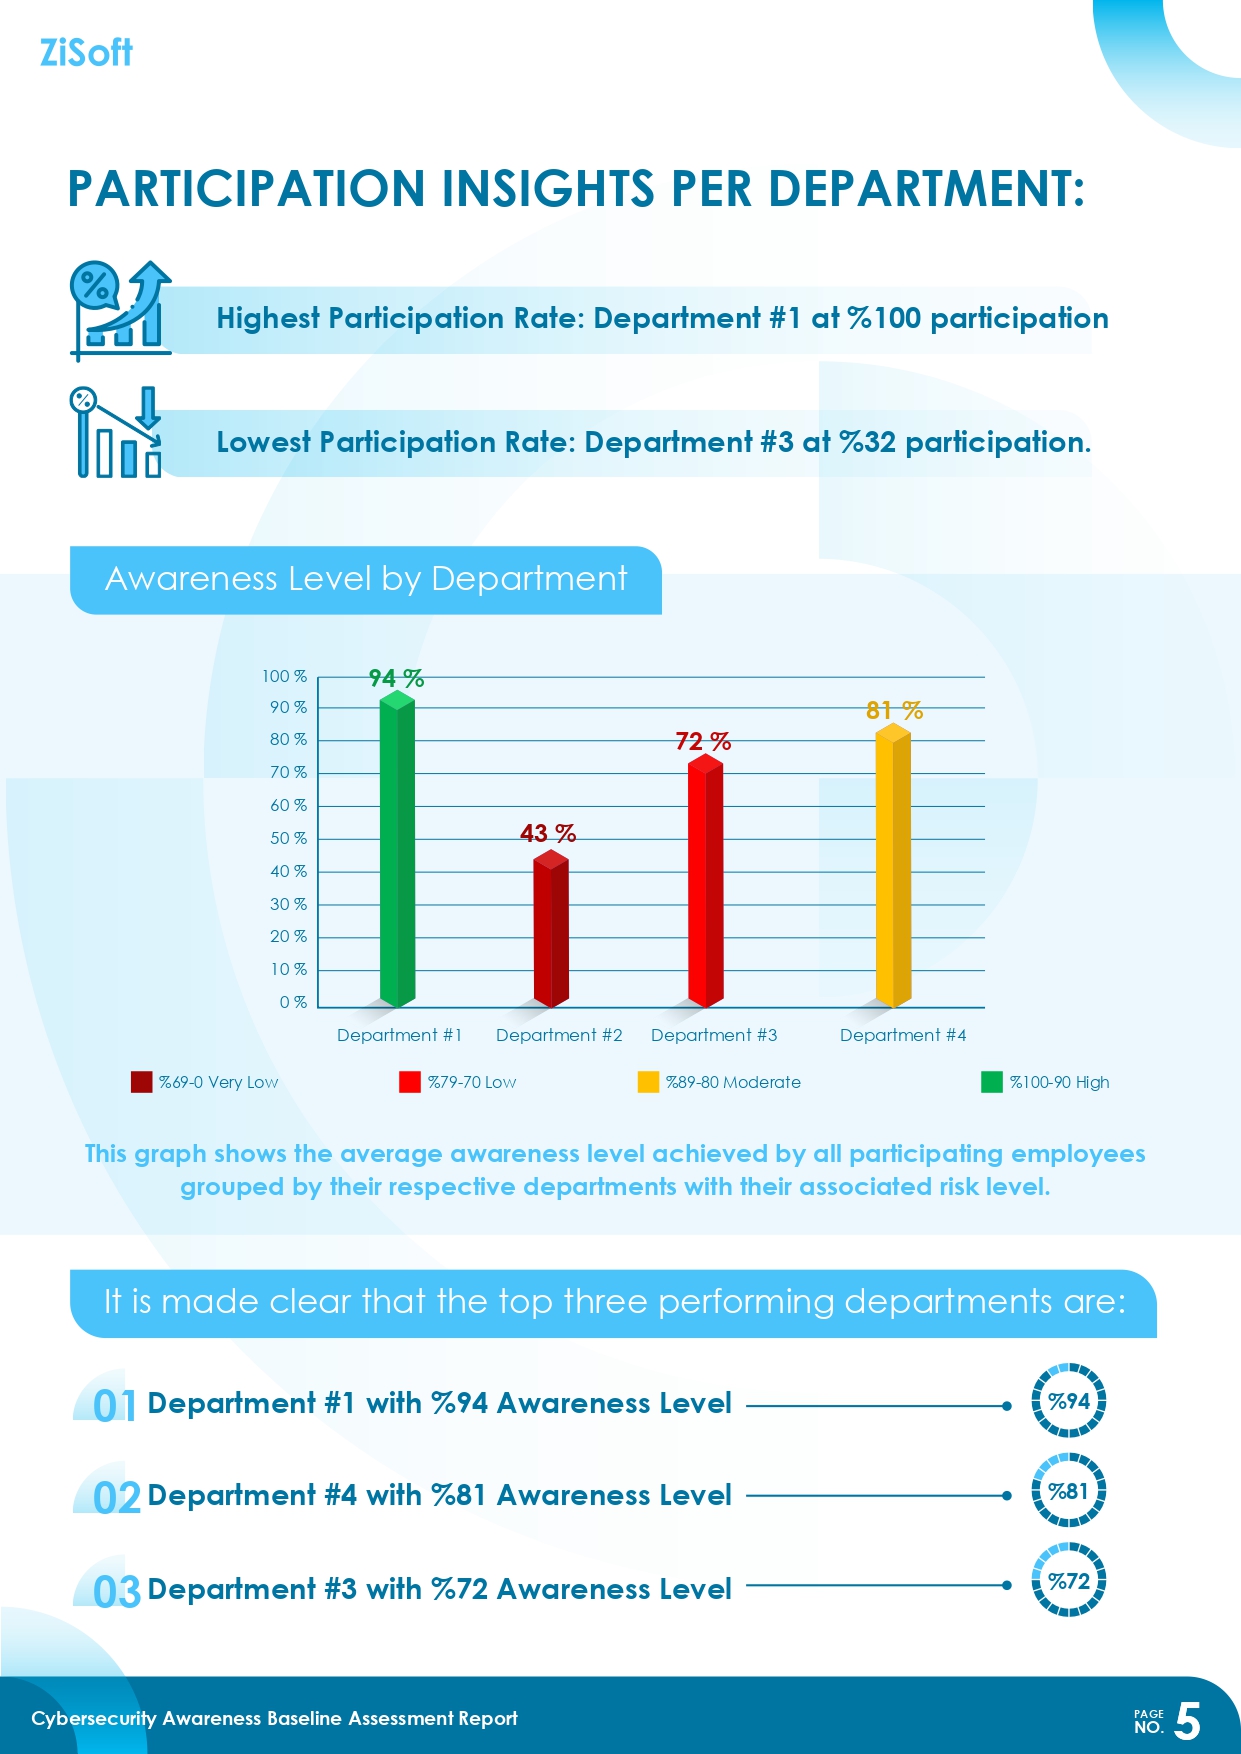 ZiSoft
PARTICIPATION INSIGHTS PER DEPARTMENT:
%
Highest Participation Rate: Department #1 at %100 participation
%
Lowest Participation Rate: Department #3 at %32 participation.
Awareness Level by Department
100 %
90 %
80 %
70 %
60 %
50 %
40 %
30 %
20 %
10 %
0 %
94 %
43 %
72 %
81 %
Department #1
Department #2
Department #3
Department #4
%69-0 Very Low
%79-70 Low
%89-80 Moderate
%100-90 High
This graph shows the average awareness level achieved by all participating employees
grouped by their respective departments with their associated risk level.
It is made clear that the top three performing departments are:
01 Department #1 with %94 Awareness Level
%94
02 Department #4 with %81 Awareness Level
%81
03 Department #3 with %72 Awareness Level
%72
Cybersecurity Awareness Baseline Assessment Report
PAGE
NO. 5